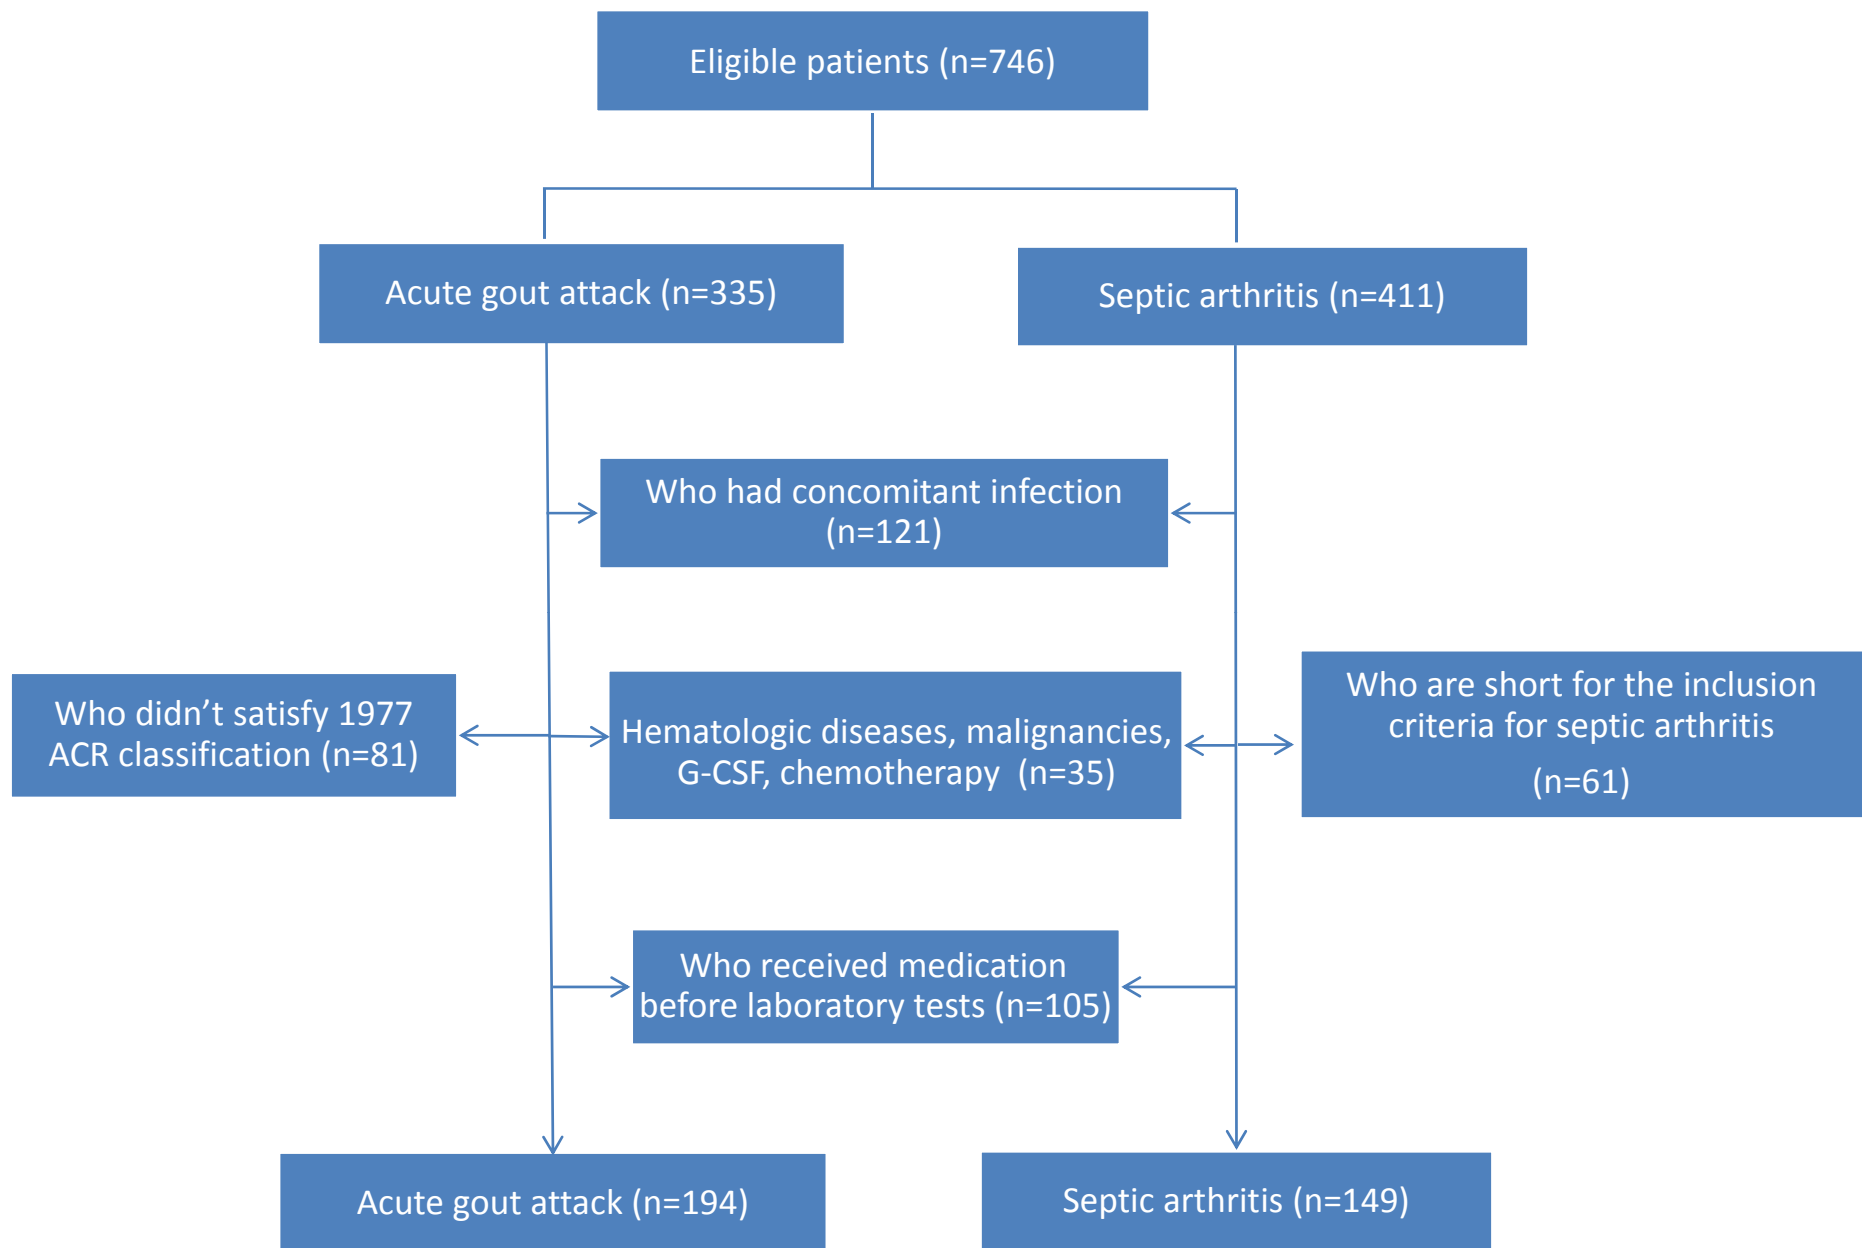 Eligible patients (n=746)
Acute gout attack (n=335)
Septic arthritis (n=411)
Who had concomitant infection
(n=121)
Who didn’t satisfy 1977
ACR classification (n=81)
Hematologic diseases, malignancies,
G-CSF, chemotherapy  (n=35)
Who are short for the inclusion
criteria for septic arthritis
(n=61)
Who received medication
before laboratory tests (n=105)
Acute gout attack (n=194)
Septic arthritis (n=149)